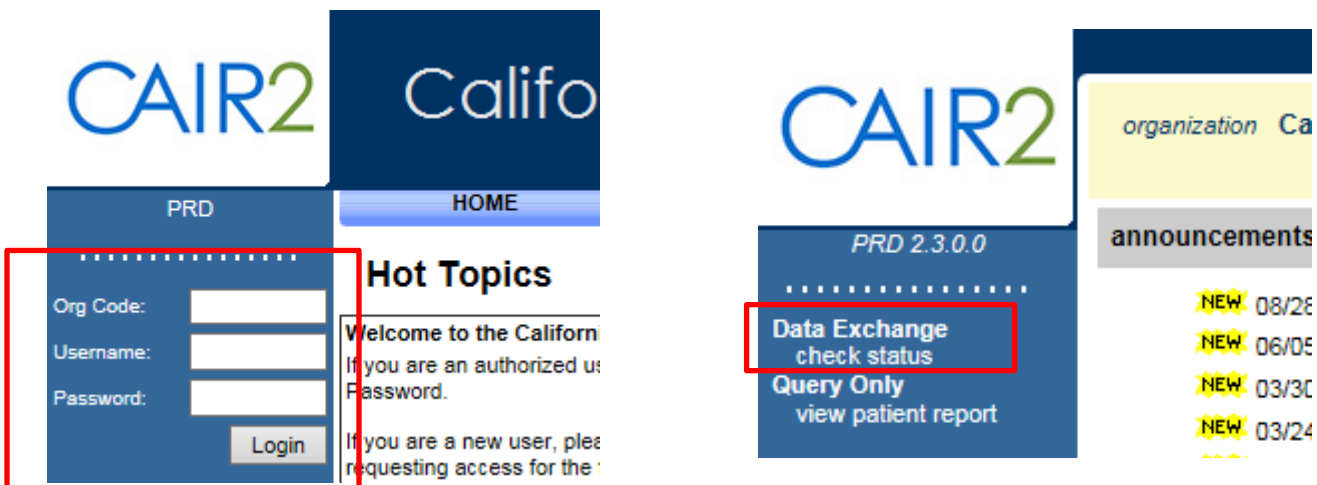 CAIR2
Califo
PRD
HOME
Org Code:
Username:
Password:
Login
Hot Topics
Welcome to the Californi
If you are an authorized us
Password.
If you are a new user, plea
requesting access for the
CAIR2
organization Ca
PRD 2.3.0.0
announcements
Data Exchange
check status
Query Only
view patient report
NEW 08/28
NEW 06/05
NEW 03/30
NEW 03/24